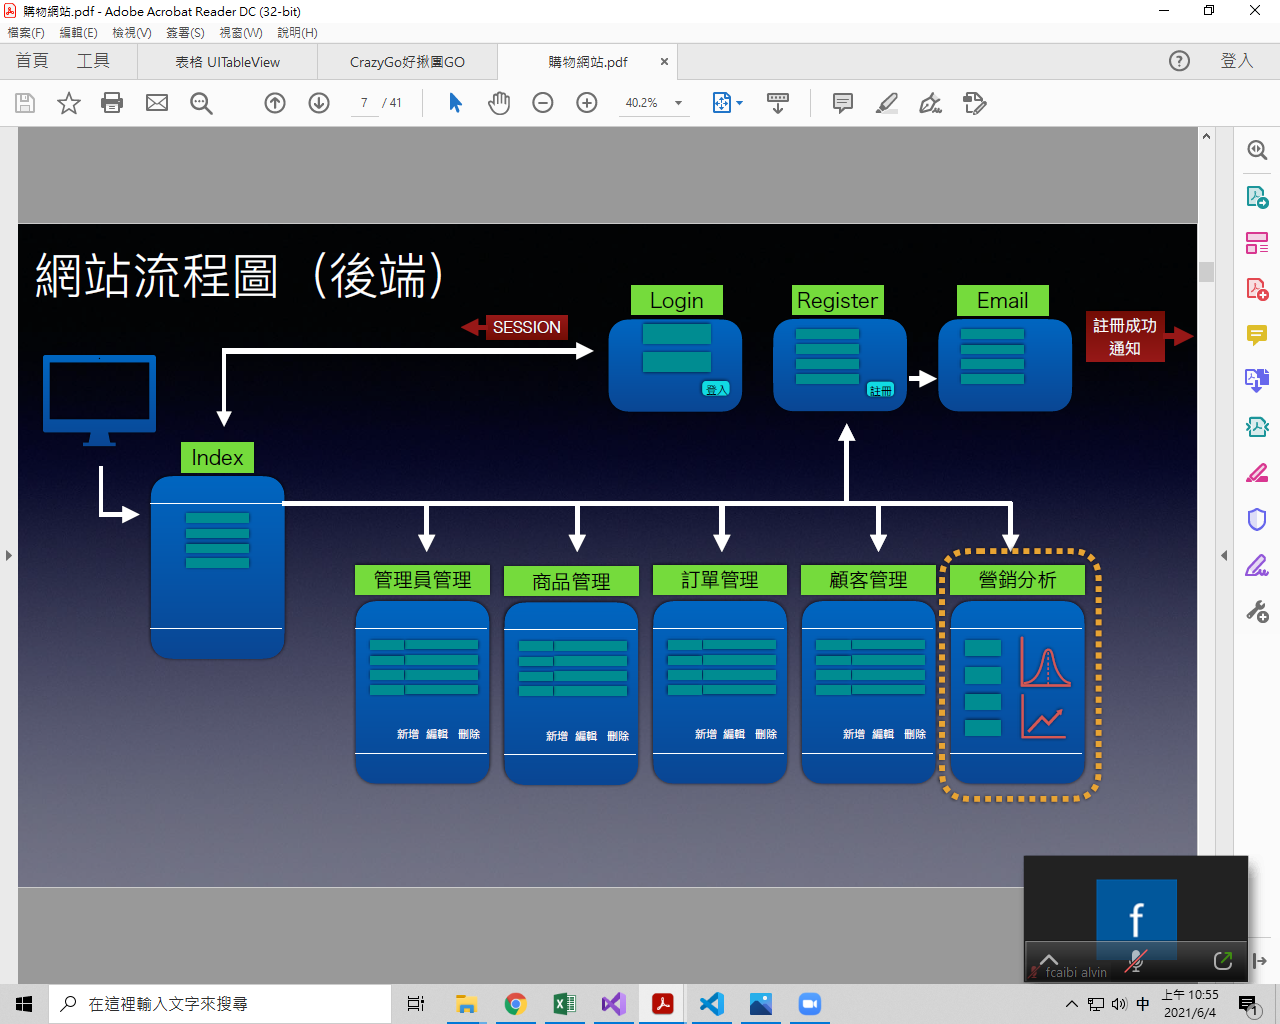 購物網站.pdf - Adobe Acrobat Reader DC (32-bit)
檔案(F) 編輯(E) 檢視(V) 簽署(S) 視窗(W) 說明(H)
首頁 工具 表格 UITableView CrazyGo好揪團GO 購物網站.pdf × 登入
7 / 41 40.2%
網站流程圖（後端）
Login Register Email
SESSION
註冊成功
通知
登入
註冊
Index
管理員管理 商品管理 訂單管理 顧客管理 營銷分析
新增 編輯 刪除 新增 編輯 刪除 新增 編輯 刪除 新增 編輯 刪除
f
fcaibi alvin
在這裡輸入文字來搜尋
中
上午 10:55
2021/6/4
1